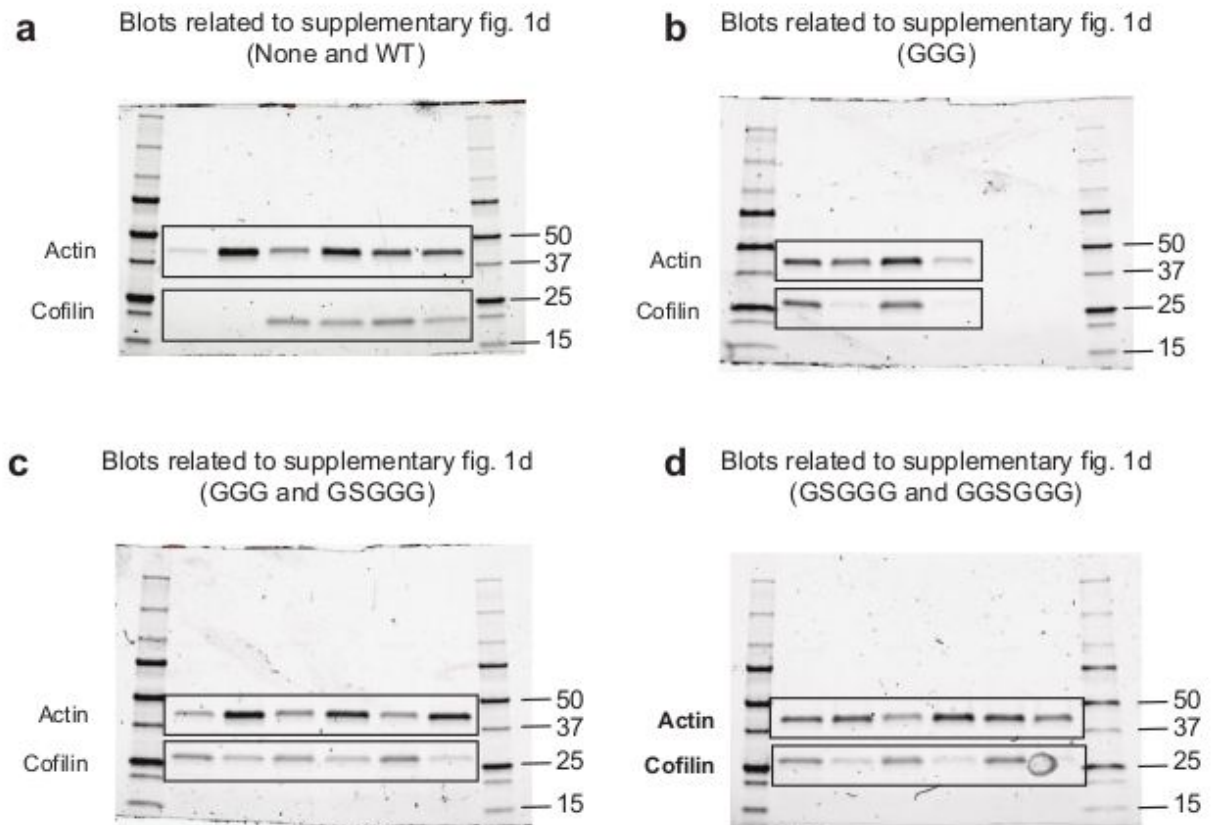 a
Blots related to supplementary fig. 1d
(None and WT)
Actin
Cofilin
50
37
25
15
b
Blots related to supplementary fig. 1d
(GGG)
Actin
Cofilin
50
37
25
15
c
Blots related to supplementary fig. 1d
(GGG and GSGGG)
Actin
Cofilin
50
37
25
15
d
Blots related to supplementary fig. 1d
(GSGGG and GGSGGG)
Actin
Cofilin
50
37
25
15